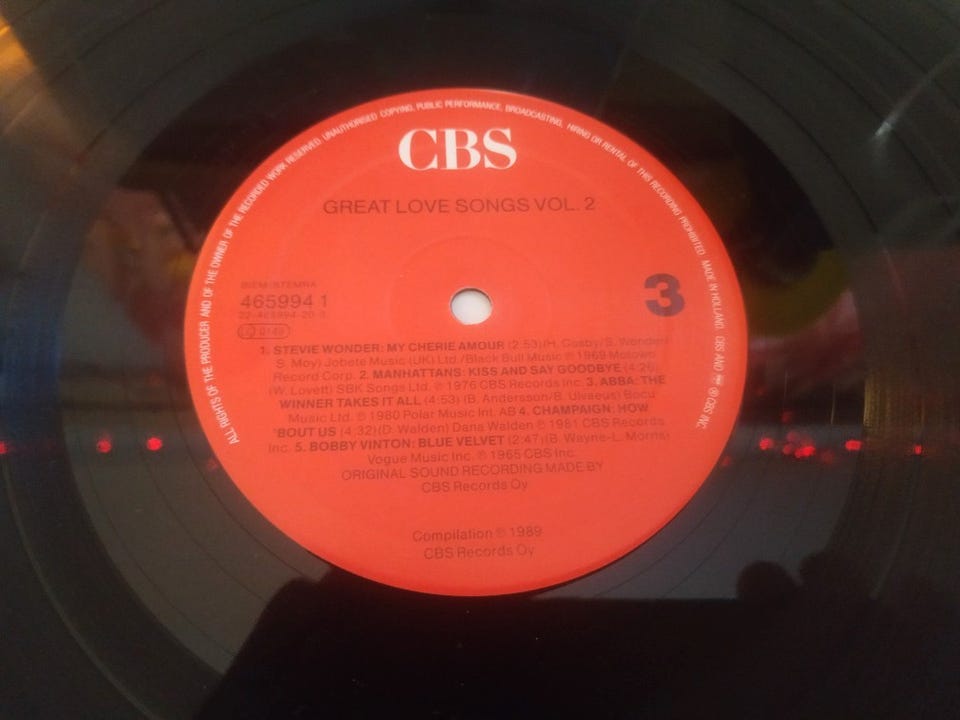 ALL RIGHTS OF THE PRODUCER AND OF THE OWNER OF THE RECORDED WORK RESERVED. UNAUTHORISED COPYING, PUBLIC PERFORMANCE, BROADCASTING, HIRING OR RENTAL OF THIS RECORDING PROHIBITED MADE IN HOLLAND. CBS AND ℗ CBS INC.
CBS
GREAT LOVE SONGS VOL. 2
BIEM/STEMRA
465994 1
22-465994-20-3
LC 0149
3
1. STEVIE WONDER: MY CHERIE AMOUR (2:53)(H. Cosby/S. Wonder/
S. Moy) Jobete Music (UK) Ltd./Black Bull Music ℗ 1969 Motown
Record Corp. 2. MANHATTANS: KISS AND SAY GOODBYE (4:26)
(W. Lovett) SBK Songs Ltd. ℗ 1976 CBS Records Inc. 3. ABBA: THE
WINNER TAKES IT ALL (4:53) (B. Andersson/B. Ulvaeus) Bocu
Music Ltd. ℗ 1980 Polar Music Int. AB 4. CHAMPAIGN: HOW
'BOUT US (4:32)(D. Walden) Dana Walden ℗ 1981 CBS Records
Inc. 5. BOBBY VINTON: BLUE VELVET (2:47)(B. Wayne-L. Morris)
Vogue Music Inc. ℗ 1965 CBS Inc.
ORIGINAL SOUND RECORDING MADE BY
CBS Records Oy
Compilation ℗ 1989
CBS Records Oy